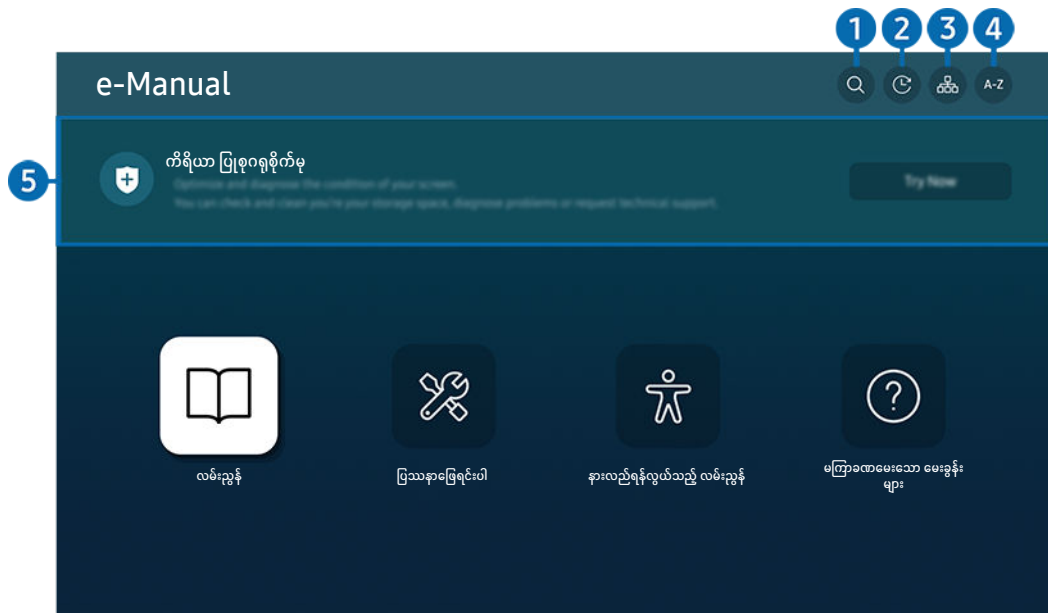 1 2 3 4
e-Manual
A-Z
5
ကိရိယာ ပြုစုဂရုစိုက်မှု
Optimize and diagnose the condition of your screen.
Try Now
You can check and clean you're your storage space, diagnose problems or request technical support.
လမ်းညွှန်
ပြဿနာဖြေရှင်းပါ
နားလည်ရန်လွယ်သည့် လမ်းညွှန်
မကြာခဏမေးသော မေးခွန်း
များ